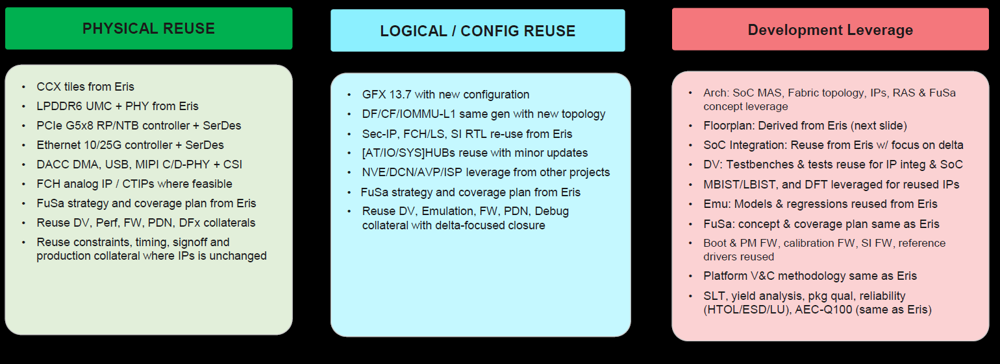 PHYSICAL REUSE
• CCX tiles from Eris
• LPDDR6 UMC + PHY from Eris
• PCIe G5x8 RP/NTB controller + SerDes
• Ethernet 10/25G controller + SerDes
• DACC DMA, USB, MIPI C/D-PHY + CSI
• FCH analog IP / CTIPs where feasible
• FuSa strategy and coverage plan from Eris
• Reuse DV, Perf, FW, PDN, DFx collaterals
• Reuse constraints, timing, signoff and
production collateral where IPs is unchanged
LOGICAL / CONFIG REUSE
• GFX 13.7 with new configuration
• DF/CF/IOMMU-L1 same gen with new topology
• Sec-IP, FCH/LS, SI RTL re-use from Eris
• [AT/IO/SYS]HUBs reuse with minor updates
• NVE/DCN/AVP/ISP leverage from other projects
• FuSa strategy and coverage plan from Eris
• Reuse DV, Emulation, FW, PDN, Debug
collateral with delta-focused closure
Development Leverage
• Arch: SoC MAS, Fabric topology, IPs, RAS & FuSa
concept leverage
• Floorplan: Derived from Eris (next slide)
• SoC Integration: Reuse from Eris w/ focus on delta
• DV: Testbenches & tests reuse for IP integ & SoC
• MBIST/LBIST, and DFT leveraged for reused IPs
• Emu: Models & regressions reused from Eris
• FuSa: concept & coverage plan same as Eris
• Boot & PM FW, calibration FW, SI FW, reference
drivers reused
• Platform V&C methodology same as Eris
• SLT, yield analysis, pkg qual, reliability
(HTOL/ESD/LU), AEC-Q100 (same as Eris)